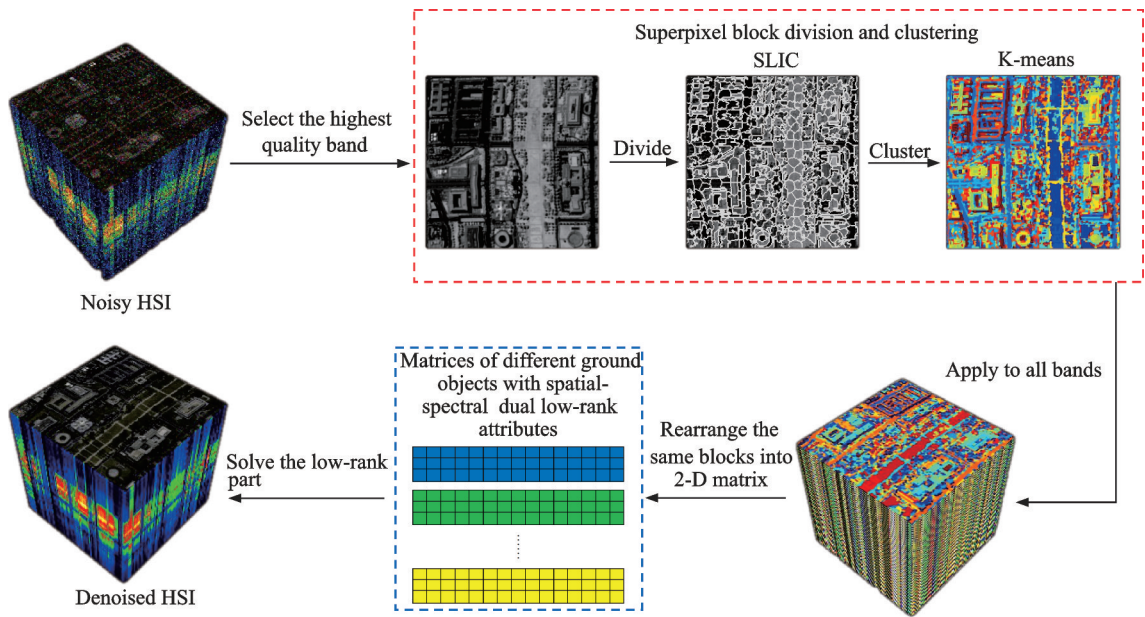 Superpixel block division and clustering
SLIC
K-means
Select the highest
quality band
Divide
Cluster
Noisy HSI
Apply to all bands
Rearrange the
same blocks into
2-D matrix
Matrices of different ground
objects with spatial-
spectral dual low-rank
attributes
Solve the low-rank
part
Denoised HSI